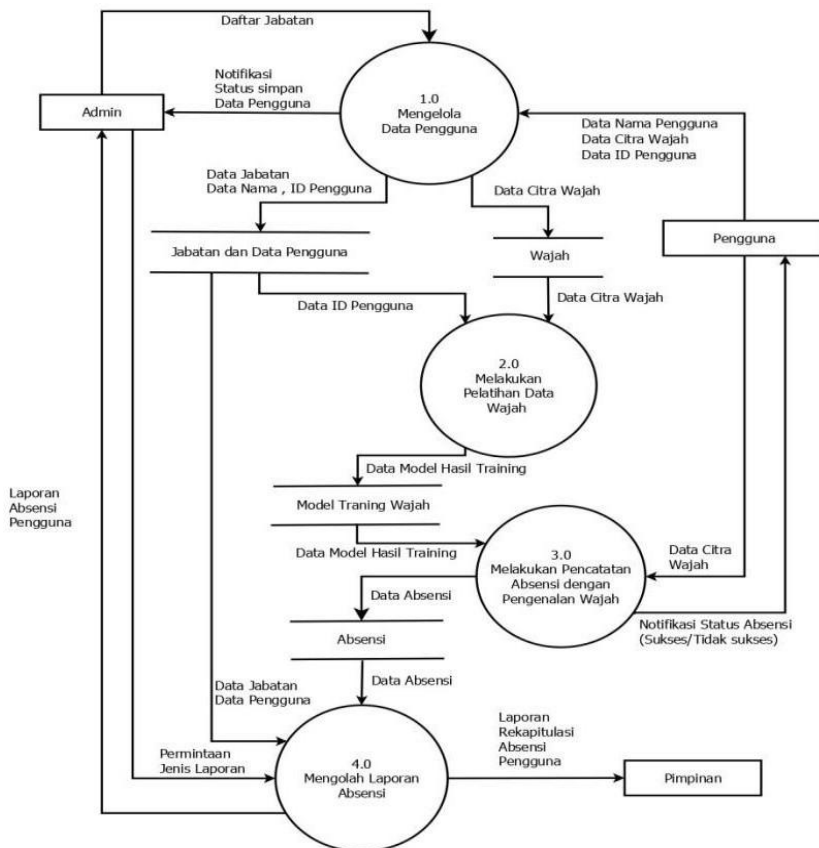 Daftar Jabatan
Notifikasi
Status simpan
Data Pengguna
Admin
1.0
Mengelola
Data Pengguna
Data Nama Pengguna
Data Citra Wajah
Data ID Pengguna
Data Jabatan
Data Nama , ID Pengguna
Data Citra Wajah
Jabatan dan Data Pengguna
Wajah
Pengguna
Data ID Pengguna
Data Citra Wajah
2.0
Melakukan
Pelatihan Data
Wajah
Data Model Hasil Training
Laporan
Absensi
Pengguna
Model Traning Wajah
Data Model Hasil Training
3.0
Melakukan Pencatatan
Absensi dengan
Pengenalan Wajah
Data Citra
Wajah
Data Absensi
Notifikasi Status Absensi
(Sukses/Tidak sukses)
Absensi
Data Absensi
Data Jabatan
Data Pengguna
Laporan
Rekapitulasi
Absensi
Pengguna
Permintaan
Jenis Laporan
4.0
Mengolah Laporan
Absensi
Pimpinan